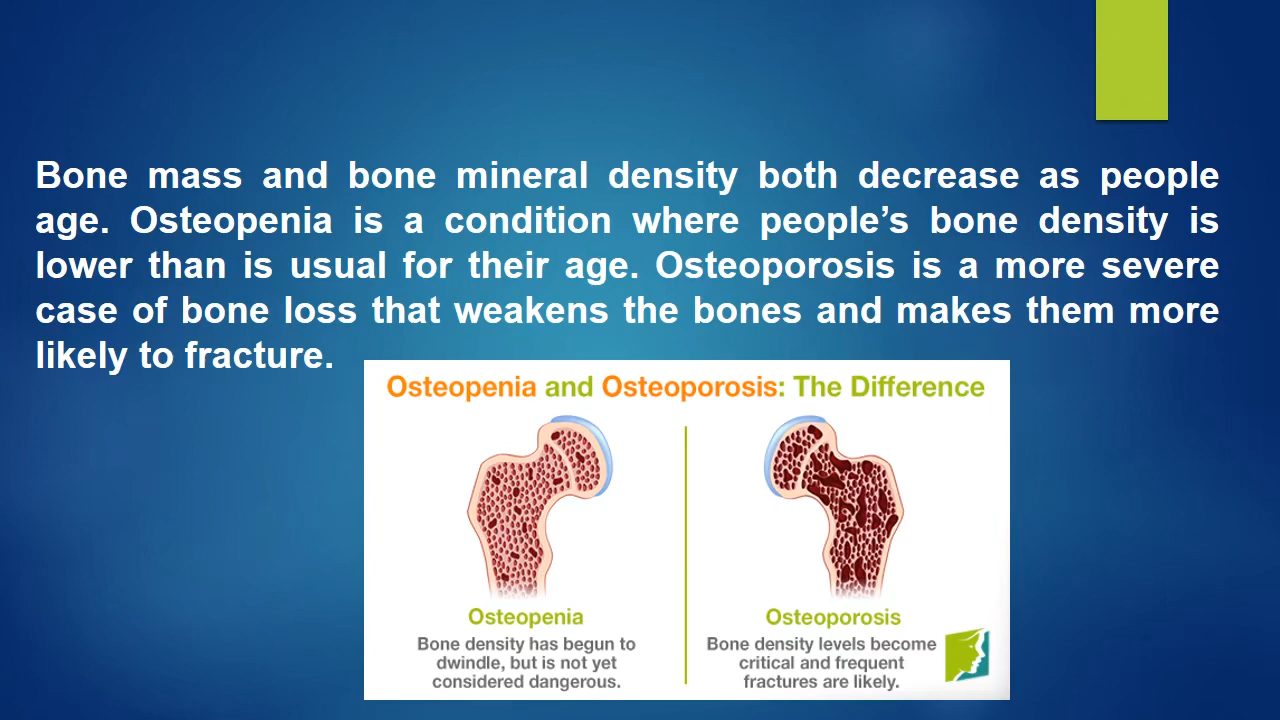 Bone mass and bone mineral density both decrease as people
age. Osteopenia is a condition where people’s bone density is
lower than is usual for their age. Osteoporosis is a more severe
case of bone loss that weakens the bones and makes them more
likely to fracture.
Osteopenia and Osteoporosis: The Difference
Osteopenia
Bone density has begun to
dwindle, but is not yet
considered dangerous.
Osteoporosis
Bone density levels become
critical and frequent
fractures are likely.